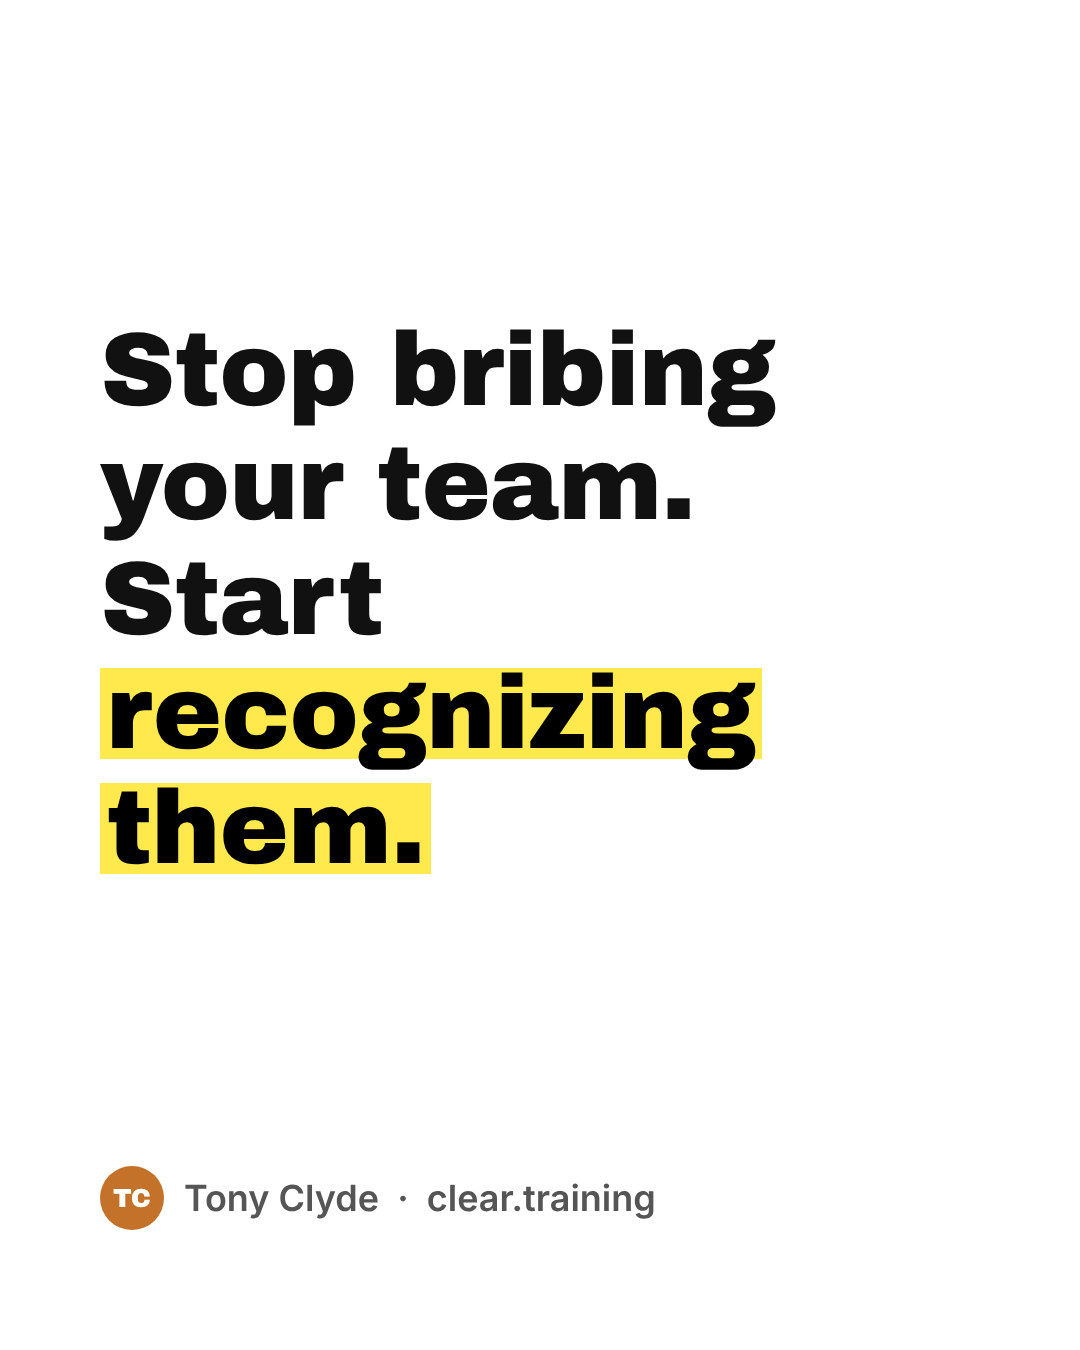 Stop bribing
your team.
Start
recognizing
them.
TC Tony Clyde · clear.training